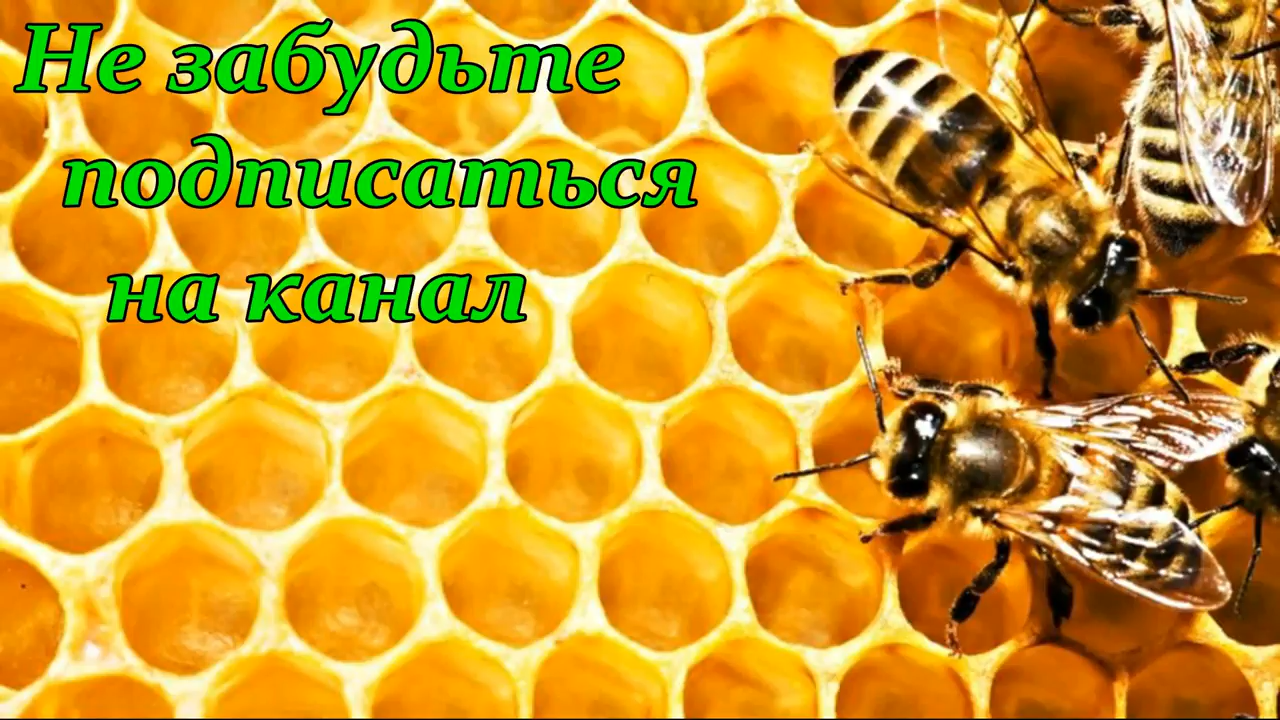 Не забудьте
подписаться
на канал